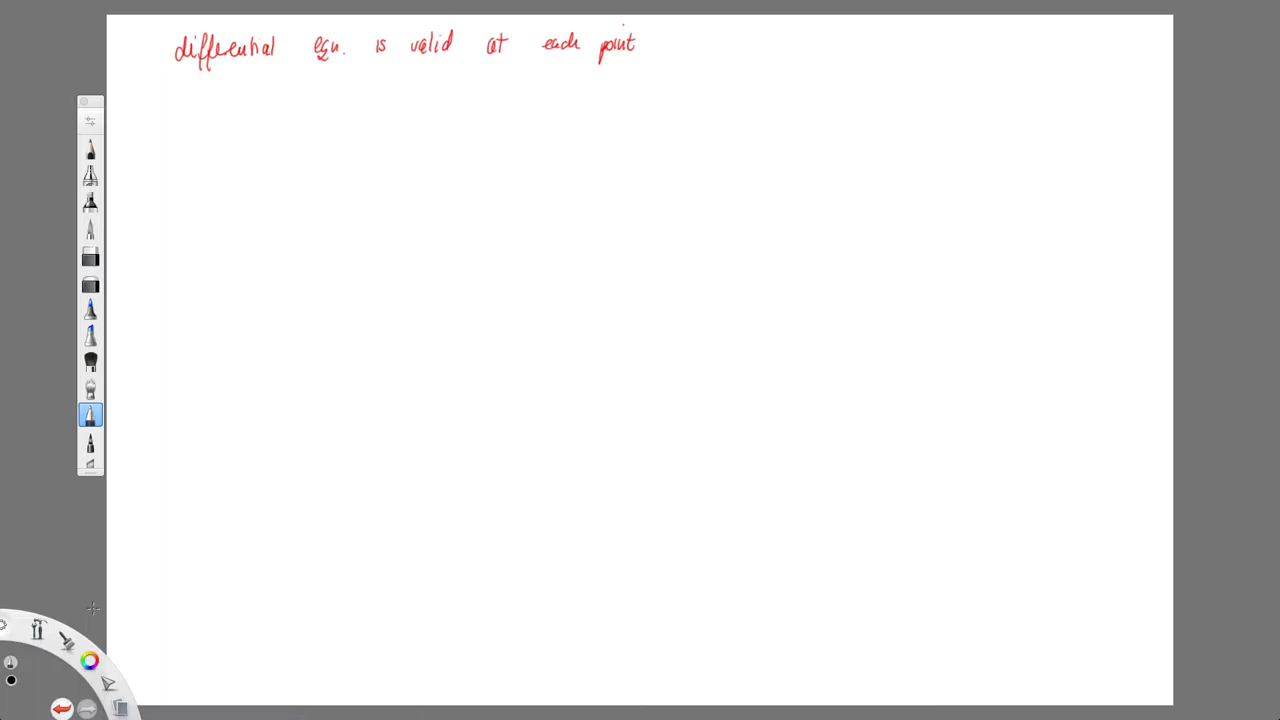 differential eqn. is valid at each point